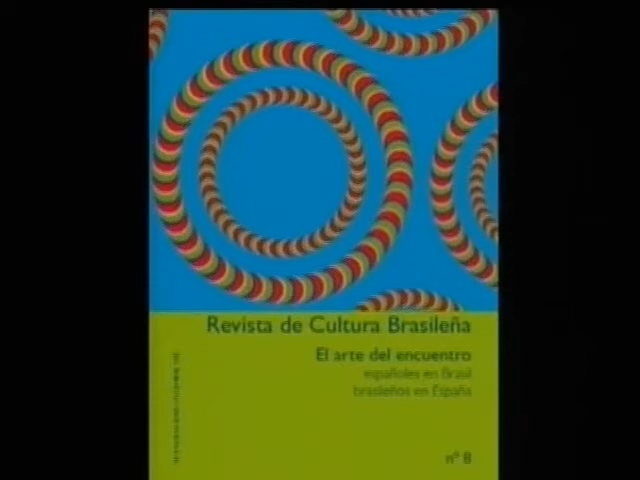 Revista de Cultura Brasileña
El arte del encuentro
españoles en Brasil
brasileños en España
nº 8